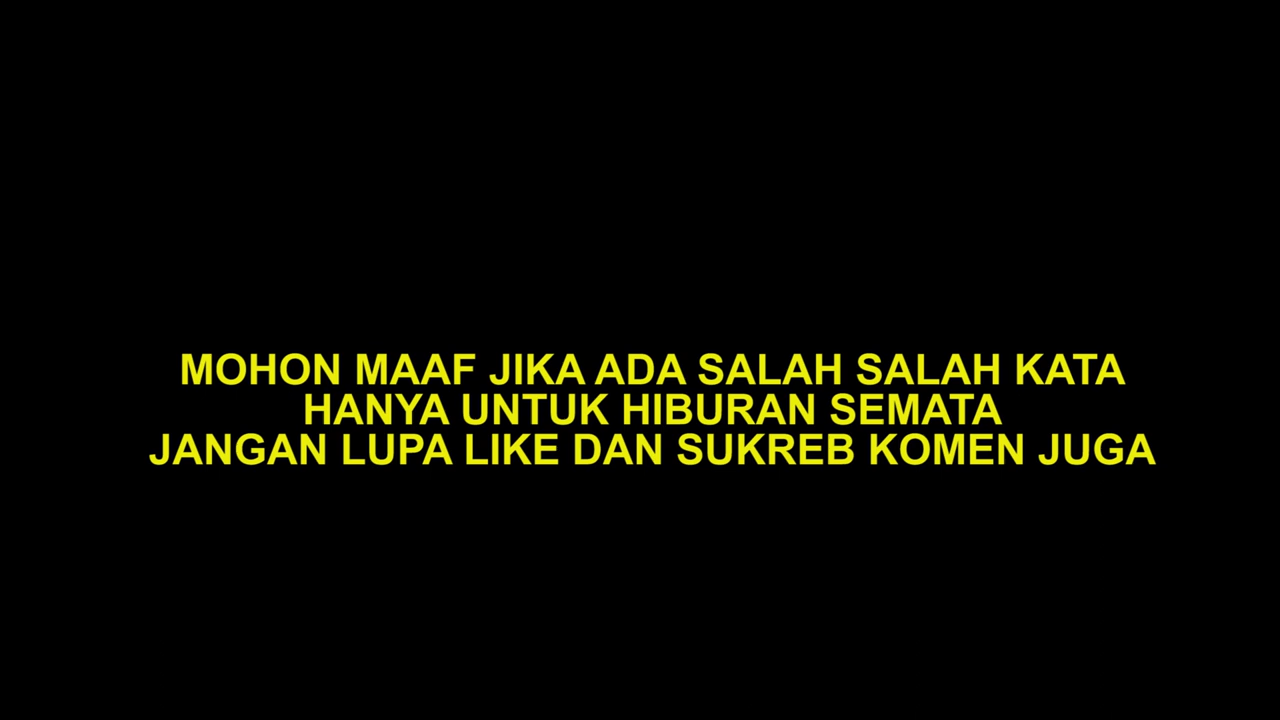 MOHON MAAF JIKA ADA SALAH SALAH KATA
HANYA UNTUK HIBURAN SEMATA
JANGAN LUPA LIKE DAN SUKREB KOMEN JUGA